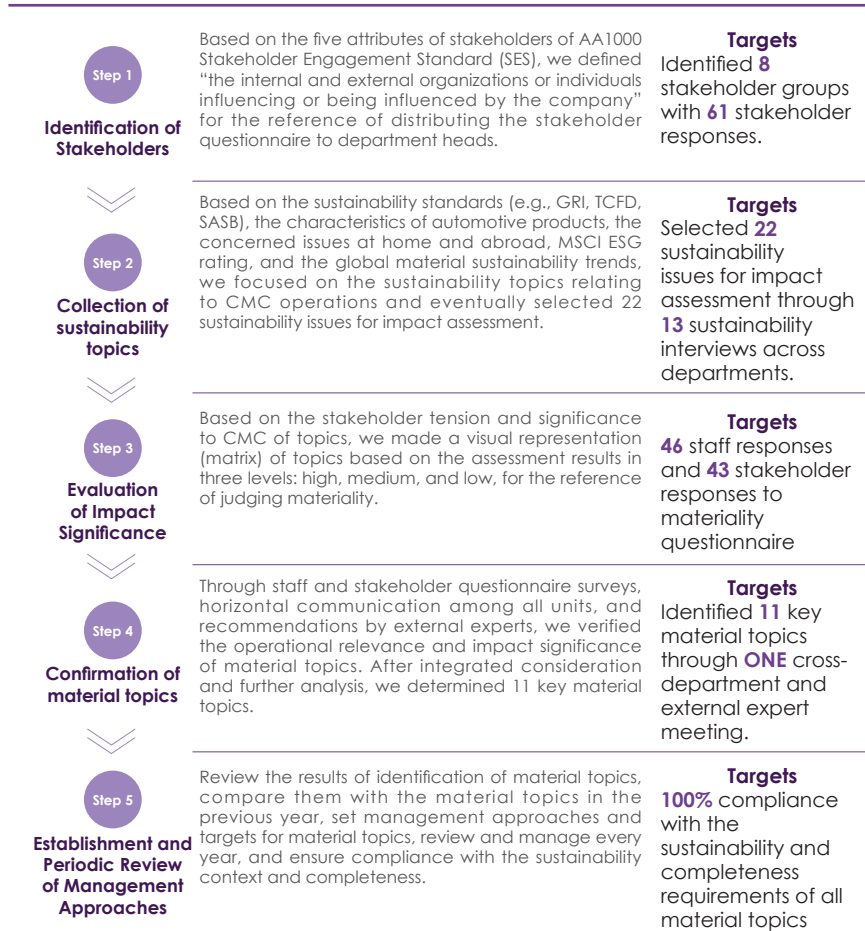 Step 1
Identification of
Stakeholders
Based on the five attributes of stakeholders of AA1000
Stakeholder Engagement Standard (SES), we defined
“the internal and external organizations or individuals
influencing or being influenced by the company”
for the reference of distributing the stakeholder
questionnaire to department heads.
Targets
Identified 8
stakeholder groups
with 61 stakeholder
responses.
Step 2
Collection of
sustainability
topics
Based on the sustainability standards (e.g., GRI, TCFD,
SASB), the characteristics of automotive products, the
concerned issues at home and abroad, MSCI ESG
rating, and the global material sustainability trends,
we focused on the sustainability topics relating
to CMC operations and eventually selected 22
sustainability issues for impact assessment.
Targets
Selected 22
sustainability
issues for impact
assessment through
13 sustainability
interviews across
departments.
Step 3
Evaluation
of Impact
Significance
Based on the stakeholder tension and significance
to CMC of topics, we made a visual representation
(matrix) of topics based on the assessment results in
three levels: high, medium, and low, for the reference
of judging materiality.
Targets
46 staff responses
and 43 stakeholder
responses to
materiality
questionnaire
Step 4
Confirmation of
material topics
Through staff and stakeholder questionnaire surveys,
horizontal communication among all units, and
recommendations by external experts, we verified
the operational relevance and impact significance
of material topics. After integrated consideration
and further analysis, we determined 11 key material
topics.
Targets
Identified 11 key
material topics
through ONE cross-
department and
external expert
meeting.
Step 5
Establishment and
Periodic Review
of Management
Approaches
Review the results of identification of material topics,
compare them with the material topics in the
previous year, set management approaches and
targets for material topics, review and manage every
year, and ensure compliance with the sustainability
context and completeness.
Targets
100% compliance
with the
sustainability and
completeness
requirements of all
material topics